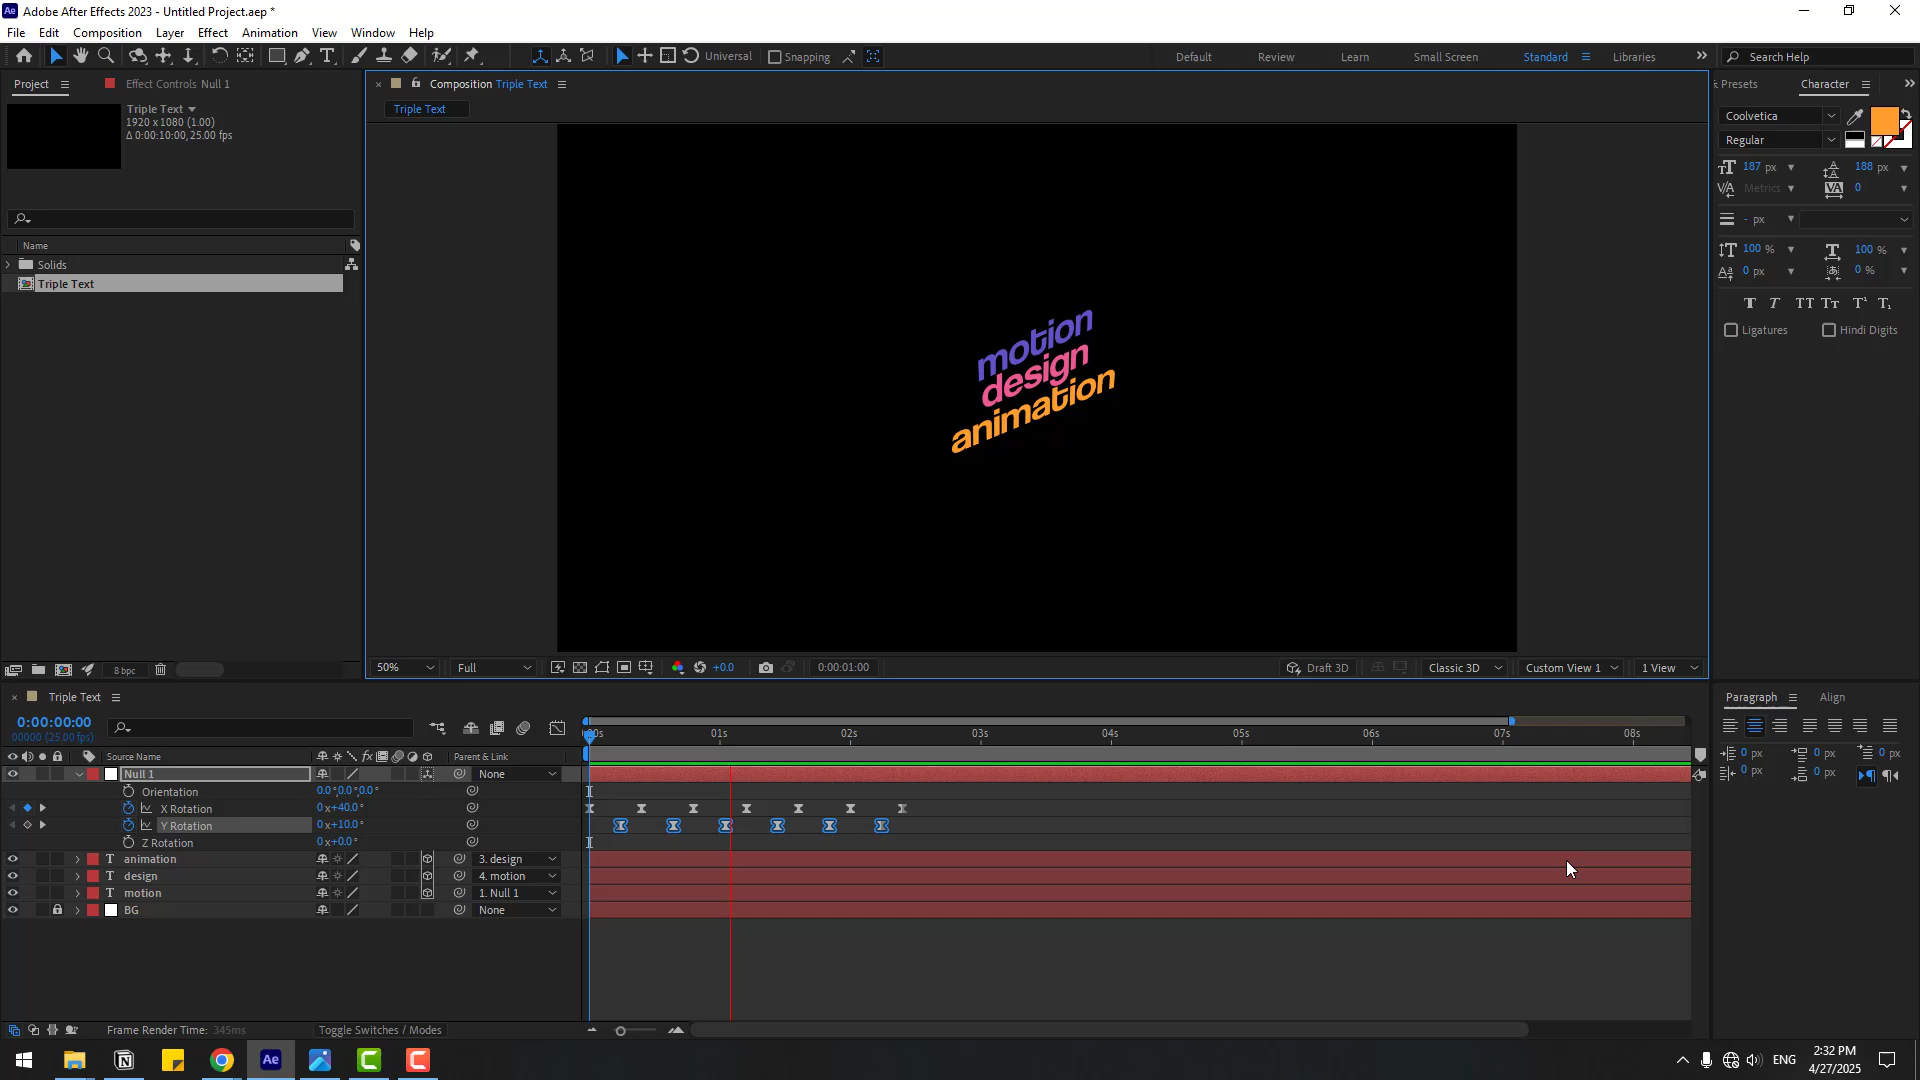 Adobe After Effects 2023 - Untitled Project.aep *
File Edit Composition Layer Effect Animation View Window Help
Universal Snapping Default Review Learn Small Screen Standard Libraries Search Help
Project Effect Controls Null 1 Composition Triple Text Presets Character
Triple Text
1920 x 1080 (1.00)
Δ 0:00:10:00, 25.00 fps
Name
Solids
Triple Text
8 bpc
Triple Text
motion
design
animation
50% Full +0.0 0:00:01:00 Draft 3D Classic 3D Custom View 1 1 View
Coolvetica
Regular
187 px 188 px
Metrics 0
- px
100 % 100 %
0 px 0 %
Ligatures Hindi Digits
Triple Text
0:00:00:00
00000 (25.00 fps)
00s 01s 02s 03s 04s 05s 06s 07s 08s
Source Name Parent & Link
Null 1 None
Orientation 0.0°,0.0°,0.0°
X Rotation 0x+40.0°
Y Rotation 0x+10.0°
Z Rotation 0x+0.0°
animation 3. design
design 4. motion
motion 1. Null 1
BG None
Frame Render Time: 345ms Toggle Switches / Modes
Paragraph Align
0 px 0 px 0 px
0 px 0 px
Ae
ENG
2:32 PM
4/27/2025